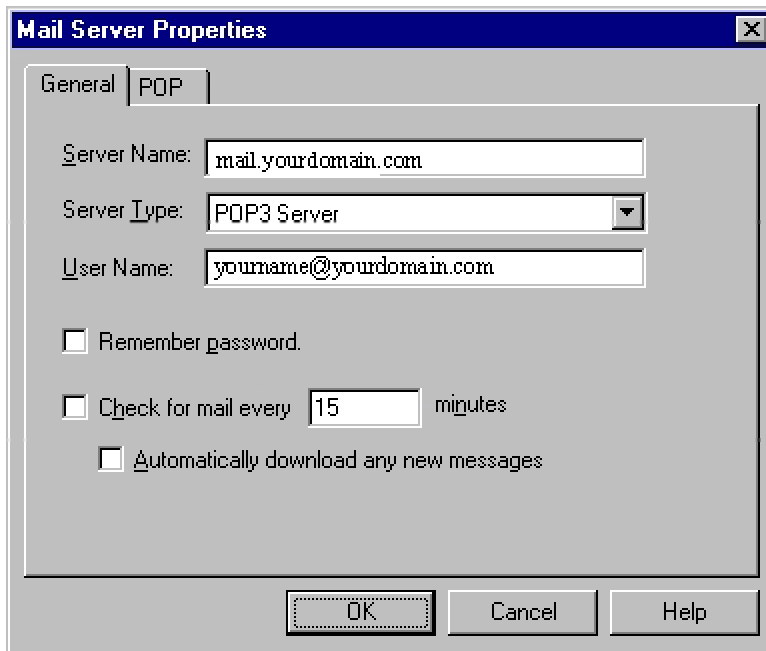 Mail Server Properties
General POP
Server Name: mail.yourdomain.com
Server Type: POP3 Server
User Name: yourname@yourdomain.com
Remember password.
Check for mail every 15 minutes
Automatically download any new messages
OK Cancel Help